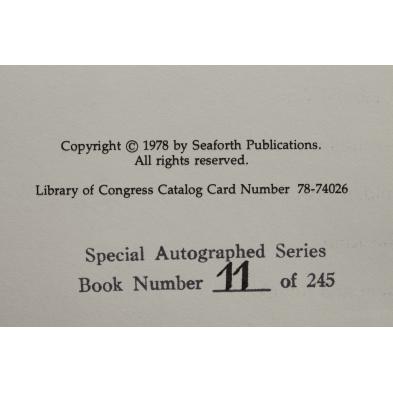 Copyright © 1978 by Seaforth Publications.
All rights reserved.
Library of Congress Catalog Card Number 78-74026
Special Autographed Series
Book Number 11 of 245